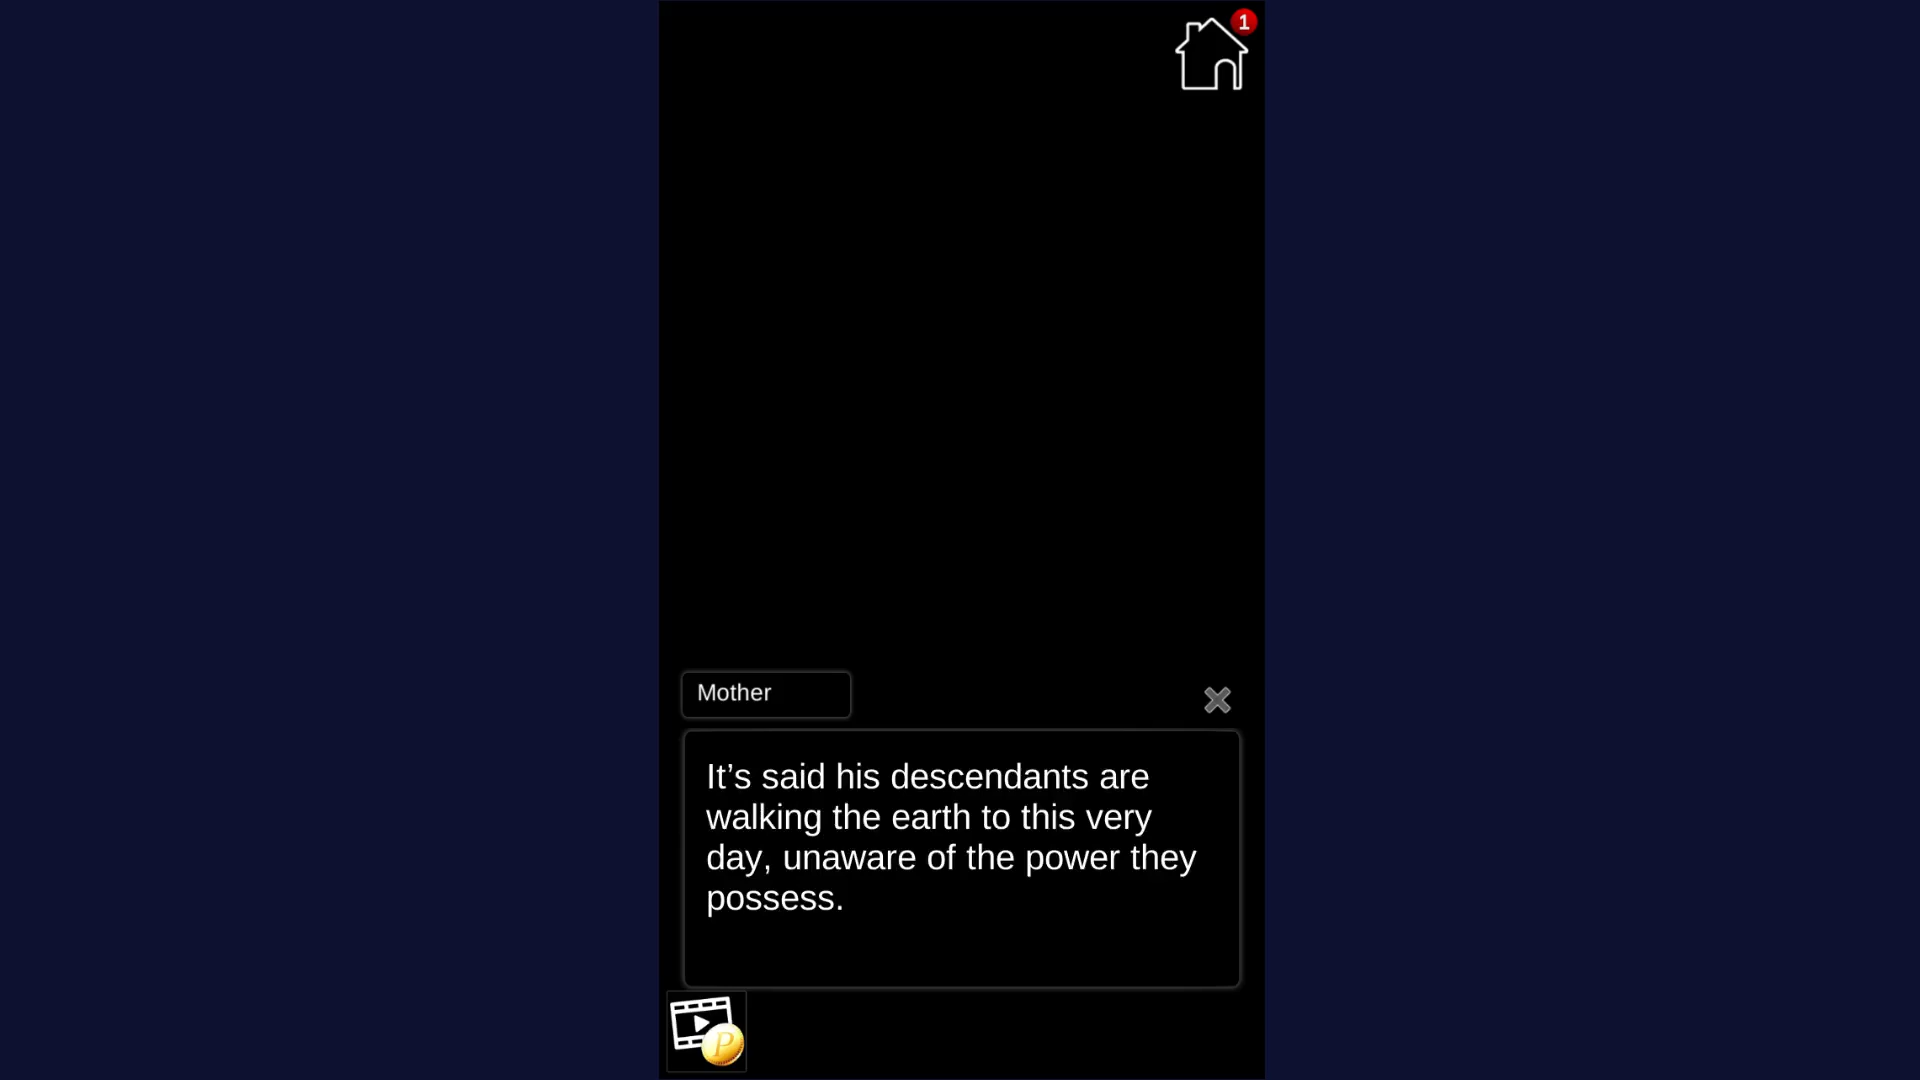 1
Mother
It’s said his descendants are
walking the earth to this very
day, unaware of the power they
possess.
P